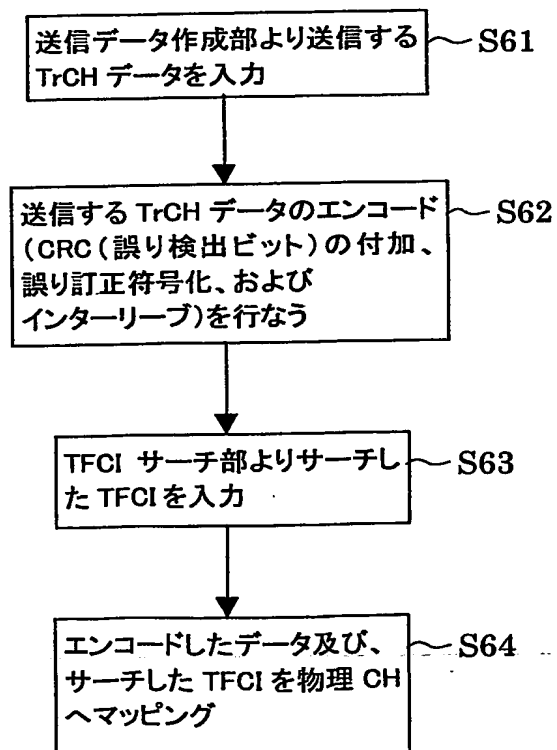 送信データ作成部より送信する
TrCH データを入力
S61
送信する TrCH データのエンコード
(CRC(誤り検出ビット)の付加、
誤り訂正符号化、および
インターリーブ)を行なう
S62
TFCI サーチ部よりサーチし
た TFCI を入力
S63
エンコードしたデータ及び、
サーチした TFCI を物理 CH
へマッピング
S64